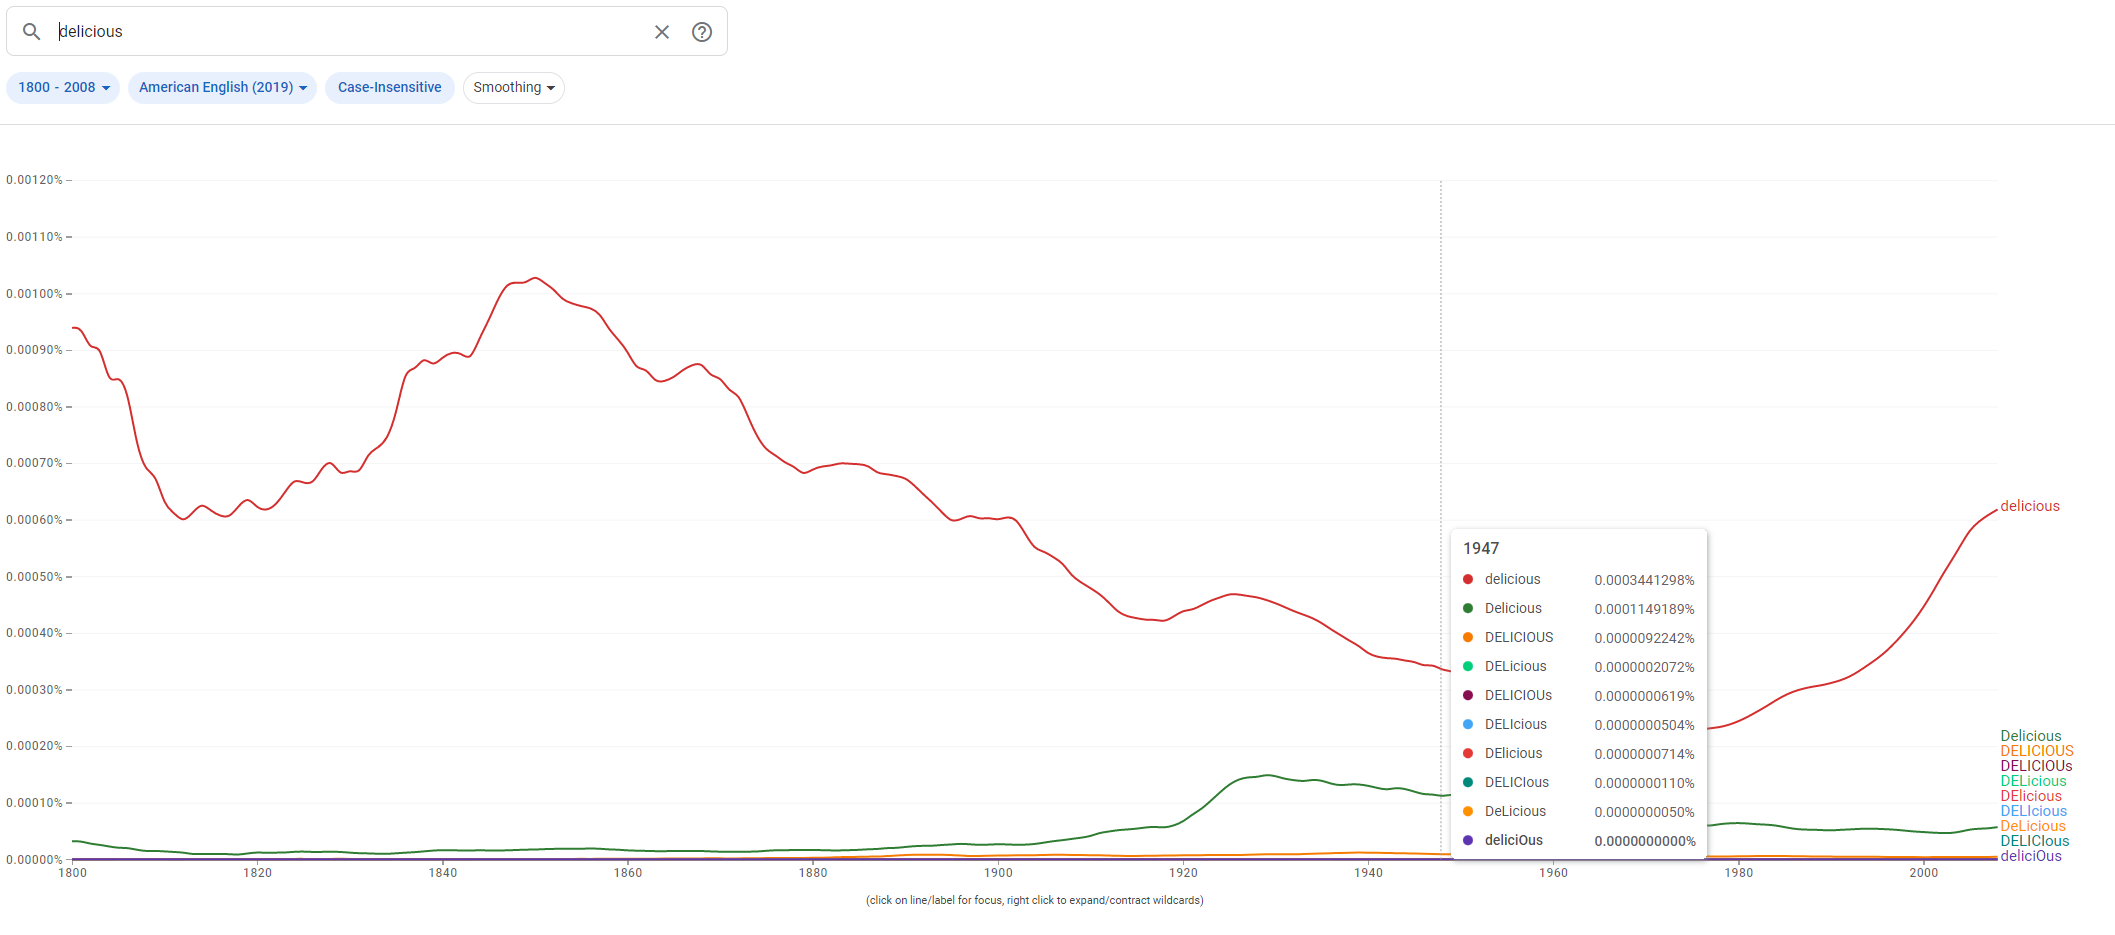 delicious
1800 - 2008
American English (2019)
Case-Insensitive
Smoothing
0.00120%
0.00110%
0.00100%
0.00090%
0.00080%
0.00070%
0.00060%
0.00050%
0.00040%
0.00030%
0.00020%
0.00010%
0.00000%
1947
delicious 0.0003441298%
Delicious 0.0001149189%
DELICIOUS 0.0000092242%
DELicious 0.0000002072%
DELICIOUs 0.0000000619%
DELIcious 0.0000000504%
DElicious 0.0000000714%
DELICIous 0.0000000110%
DeLicious 0.0000000050%
deliciOus 0.0000000000%
delicious
Delicious
DELICIOUS
DELICIOUs
DELicious
DElicious
DELIcious
DeLicious
DELICIous
deliciOus
1800 1820 1840 1860 1880 1900 1920 1940 1960 1980 2000
(click on line/label for focus, right click to expand/contract wildcards)